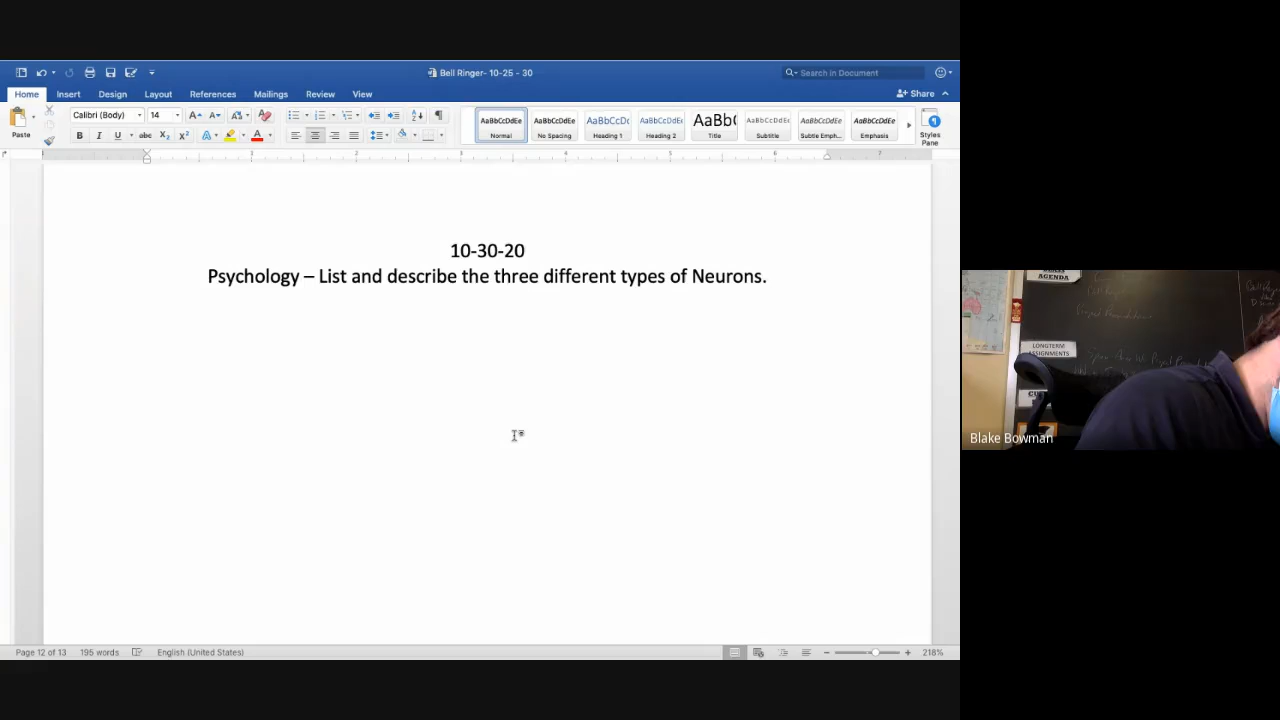 Bell Ringer- 10-25 - 30
Search in Document
Home Insert Design Layout References Mailings Review View
Share
Paste
Calibri (Body) 14
AaBbCcDdEe AaBbCcDdEe AaBbCcDc AaBbCcDdEe AaBb( AaBbCcDdEe AaBbCcDdEe AaBbCcDdEe
Normal No Spacing Heading 1 Heading 2 Title Subtitle Subtle Emph... Emphasis
Styles
Pane
10-30-20
Psychology – List and describe the three different types of Neurons.
AGENDA
LONGTERM
ASSIGNMENTS
Blake Bowman
Page 12 of 13 195 words English (United States) 218%